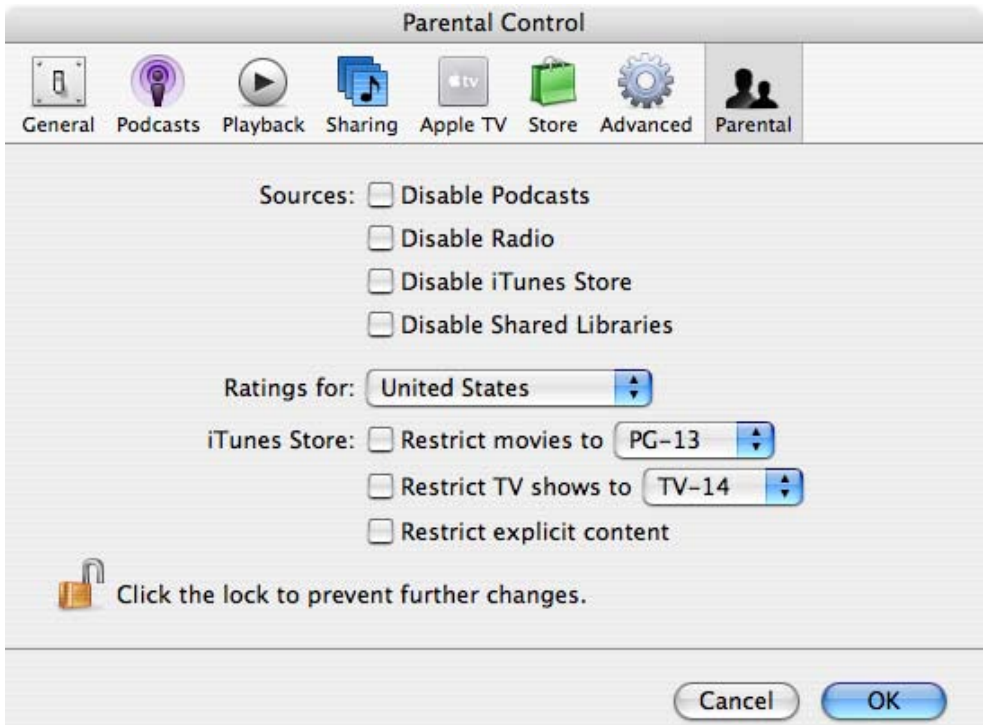 Parental Control
General Podcasts Playback Sharing Apple TV Store Advanced Parental
Sources: Disable Podcasts
Disable Radio
Disable iTunes Store
Disable Shared Libraries
Ratings for: United States
iTunes Store: Restrict movies to PG-13
Restrict TV shows to TV-14
Restrict explicit content
Click the lock to prevent further changes.
Cancel OK